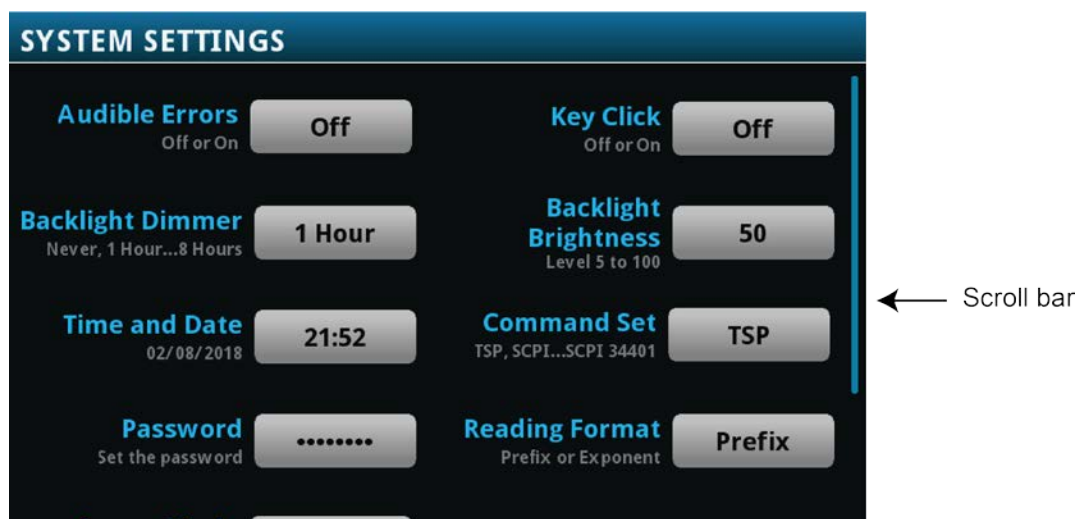 SYSTEM SETTINGS
Audible Errors
Off or On
Off
Key Click
Off or On
Off
Backlight Dimmer
Never, 1 Hour...8 Hours
1 Hour
Backlight
Brightness
Level 5 to 100
50
Scroll bar
Time and Date
02/08/2018
21:52
Command Set
TSP, SCPI...SCPI 34401
TSP
Password
Set the password
••••••••
Reading Format
Prefix or Exponent
Prefix